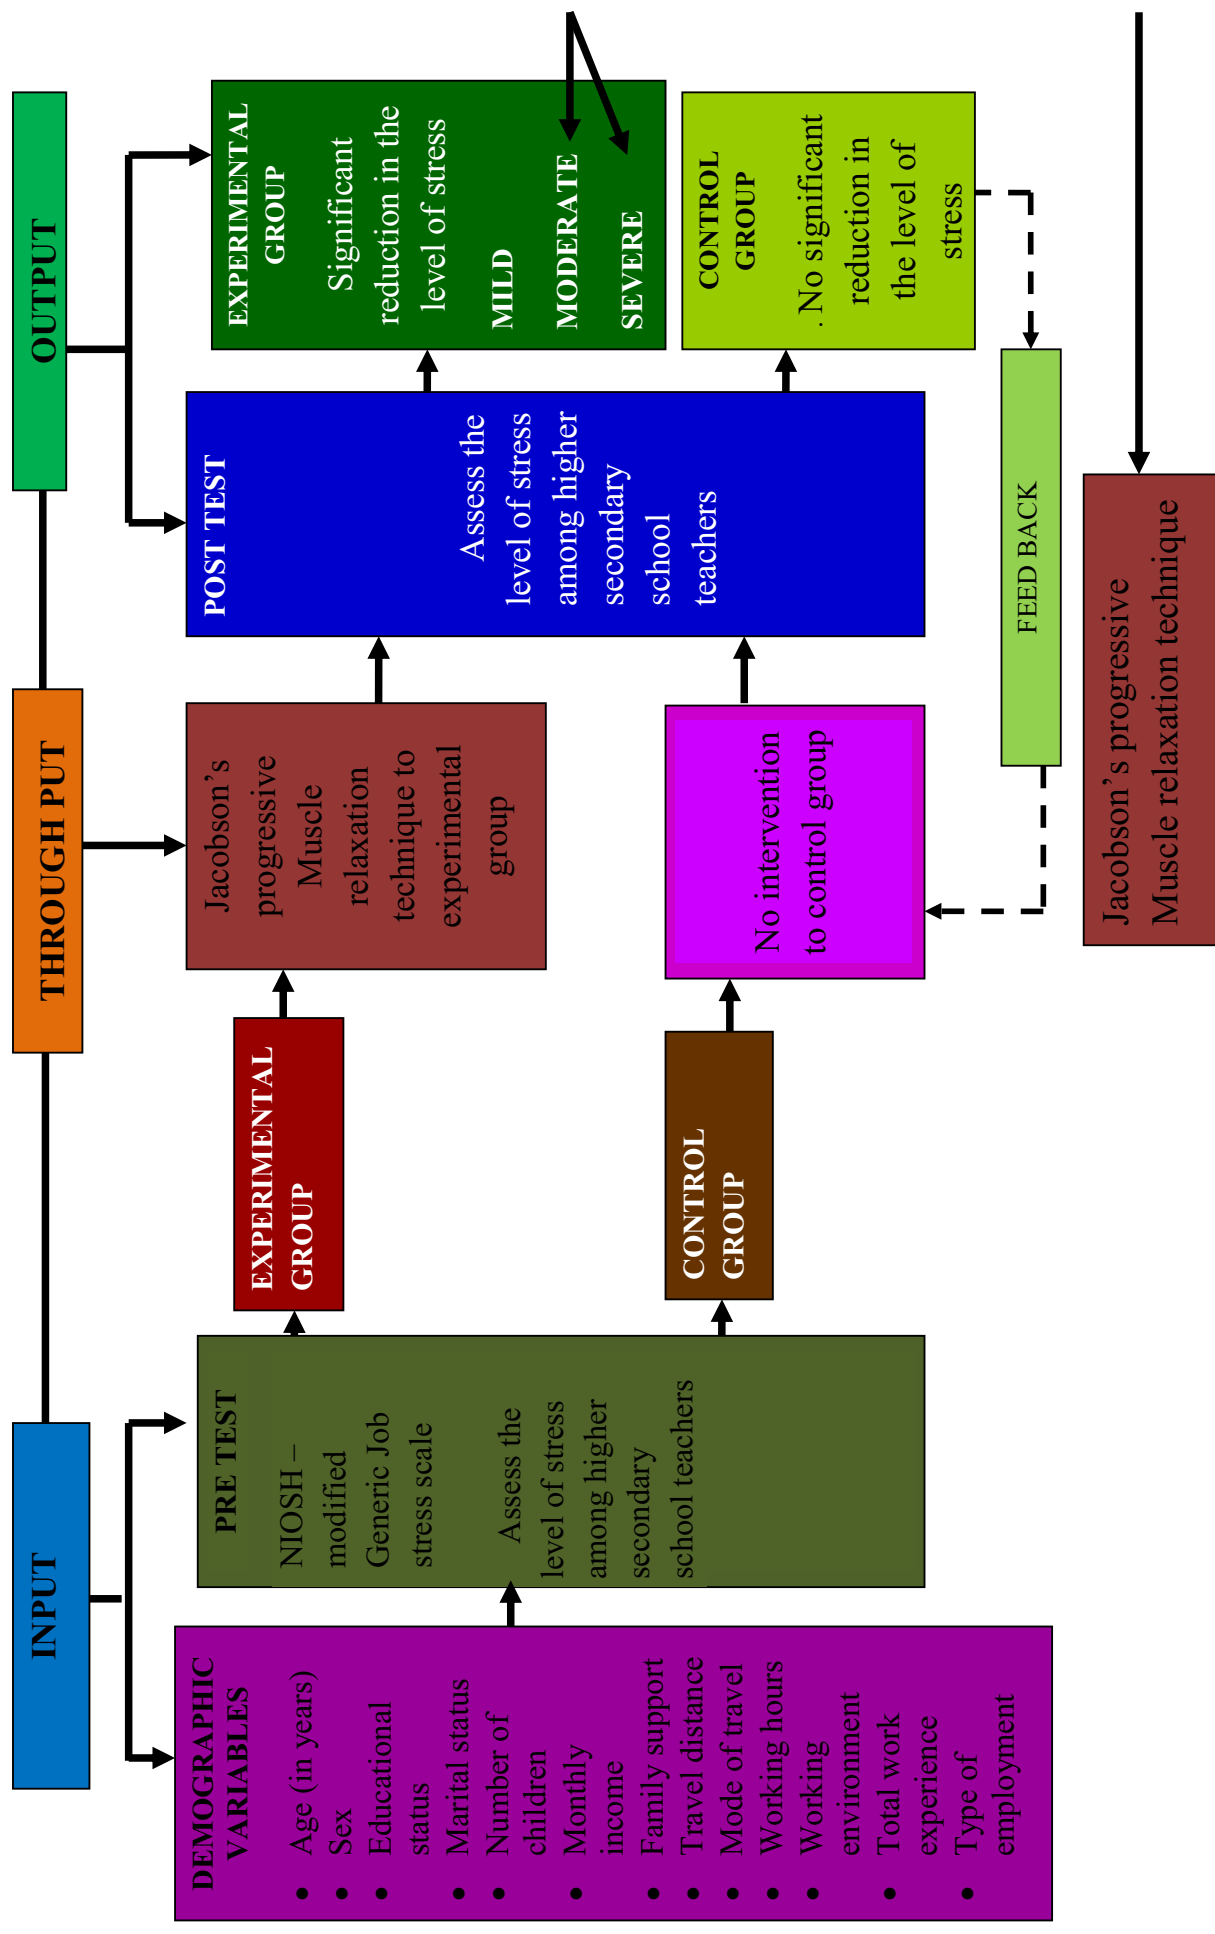 INPUT
THROUGH PUT
OUTPUT
DEMOGRAPHIC
VARIABLES
• Age (in years)
• Sex
• Educational
status
• Marital status
• Number of
children
• Monthly
income
• Family support
• Travel distance
• Mode of travel
• Working hours
• Working
environment
• Total work
experience
• Type of
employment
PRE TEST
NIOSH –
modified
Generic Job
stress scale
Assess the
level of stress
among higher
secondary
school teachers
EXPERIMENTAL
GROUP
CONTROL
GROUP
Jacobson’s
progressive
Muscle
relaxation
technique to
experimental
group
No intervention
to control group
POST TEST
Assess the
level of stress
among higher
secondary
school
teachers
EXPERIMENTAL
GROUP
Significant
reduction in the
level of stress
MILD
MODERATE
SEVERE
CONTROL
GROUP
. No significant
reduction in
the level of
stress
FEED BACK
Jacobson’s progressive
Muscle relaxation technique